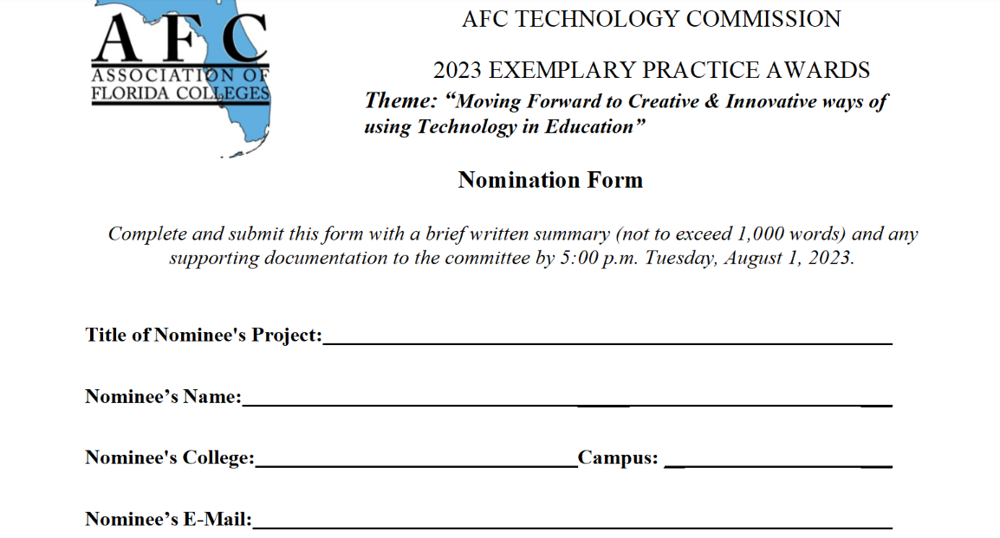 AFC
ASSOCIATION OF
FLORIDA COLLEGES
AFC TECHNOLOGY COMMISSION
2023 EXEMPLARY PRACTICE AWARDS
Theme: “Moving Forward to Creative & Innovative ways of
using Technology in Education”
Nomination Form
Complete and submit this form with a brief written summary (not to exceed 1,000 words) and any
supporting documentation to the committee by 5:00 p.m. Tuesday, August 1, 2023.
Title of Nominee's Project:
Nominee’s Name:
Nominee's College: Campus:
Nominee’s E-Mail: